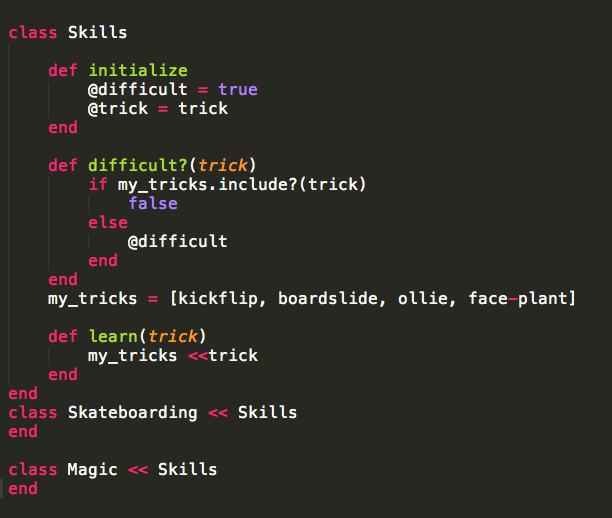 class Skills
    def initialize
        @difficult = true
        @trick = trick
    end
    def difficult?(trick)
        if my_tricks.include?(trick)
            false
        else
            @difficult
        end
    end
    my_tricks = [kickflip, boardslide, ollie, face-plant]
    def learn(trick)
        my_tricks <<trick
    end
end
class Skateboarding << Skills
end
class Magic << Skills
end